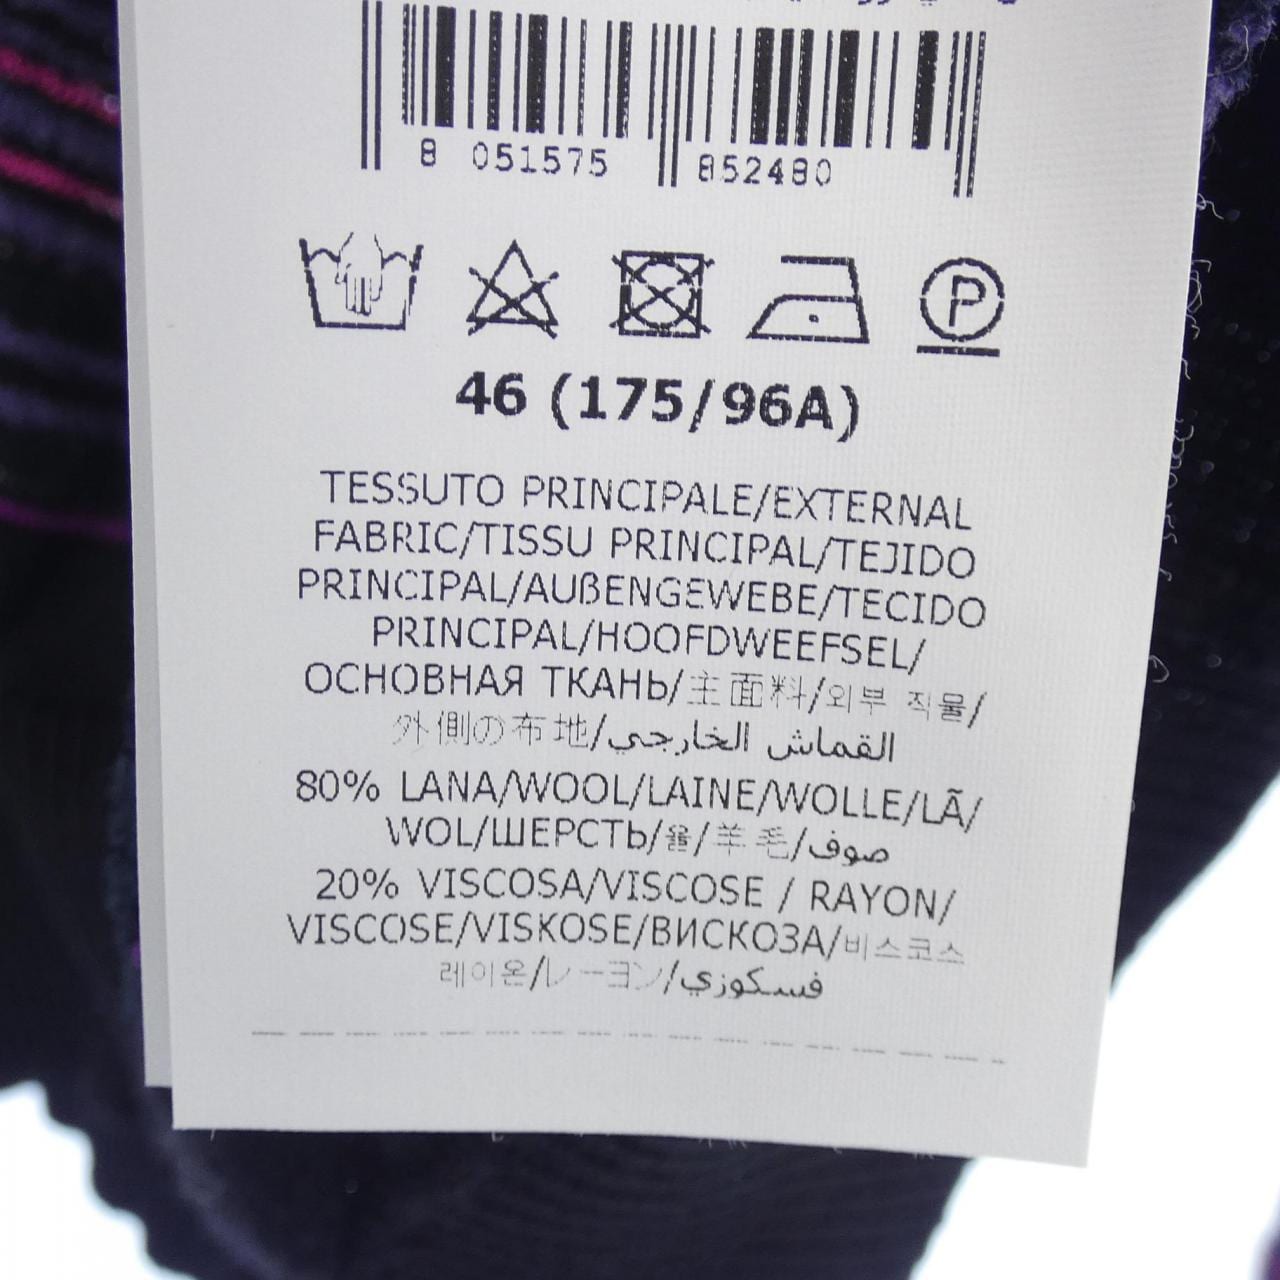 8 051575 852480
P
46 (175/96A)
TESSUTO PRINCIPALE/EXTERNAL
FABRIC/TISSU PRINCIPAL/TEJIDO
PRINCIPAL/AUßENGEWEBE/TECIDO
PRINCIPAL/HOOFDWEEFSEL/
ОСНОВНАЯ ТКАНЬ/主面料/외부 직물/
外側の布地/القماش الخارجي
80% LANA/WOOL/LAINE/WOLLE/LÃ/
WOL/ШЕРСТЬ/울/羊毛/صوف
20% VISCOSA/VISCOSE / RAYON/
VISCOSE/VISKOSE/ВИСКОЗА/비스코스
레이온/レーヨン/فسكوزي